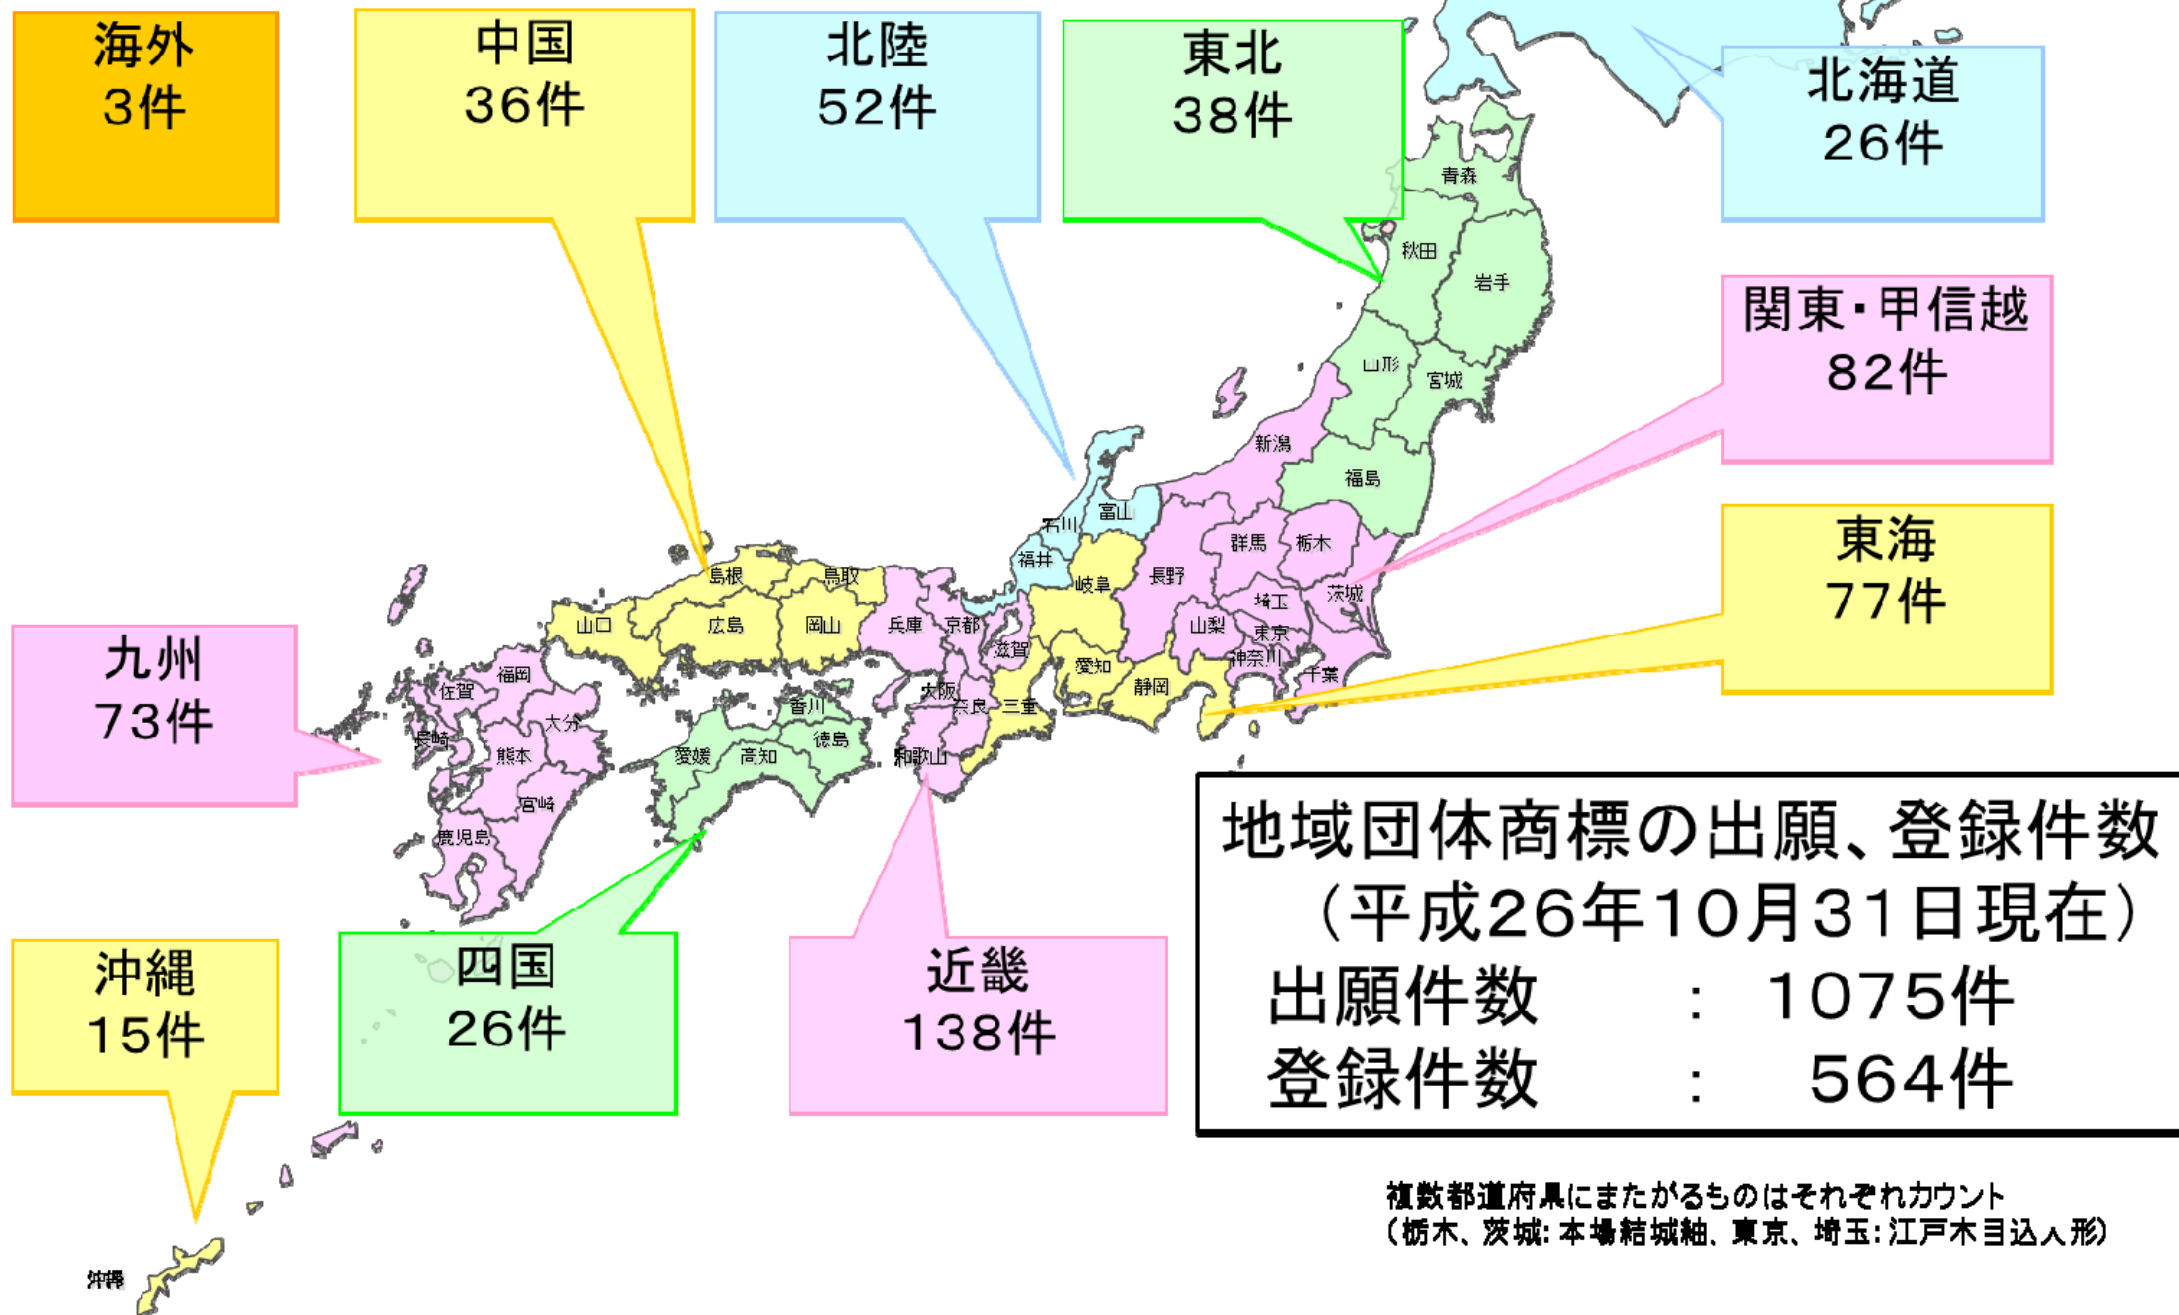 海外
3件
中国
36件
北陸
52件
東北
38件
北海道
26件
関東・甲信越
82件
東海
77件
九州
73件
沖縄
15件
四国
26件
近畿
138件
青森
秋田
岩手
山形
宮城
新潟
福島
石川
富山
福井
岐阜
長野
群馬
栃木
茨城
埼玉
東京
山梨
神奈川
千葉
愛知
静岡
三重
滋賀
京都
兵庫
大阪
奈良
和歌山
鳥取
島根
岡山
広島
山口
香川
徳島
愛媛
高知
福岡
佐賀
長崎
大分
熊本
宮崎
鹿児島
沖縄
地域団体商標の出願、登録件数
（平成26年10月31日現在）
出願件数 : 1075件
登録件数 : 564件
複数都道府県にまたがるものはそれぞれカウント
（栃木、茨城:本場結城紬、東京、埼玉:江戸木目込人形）